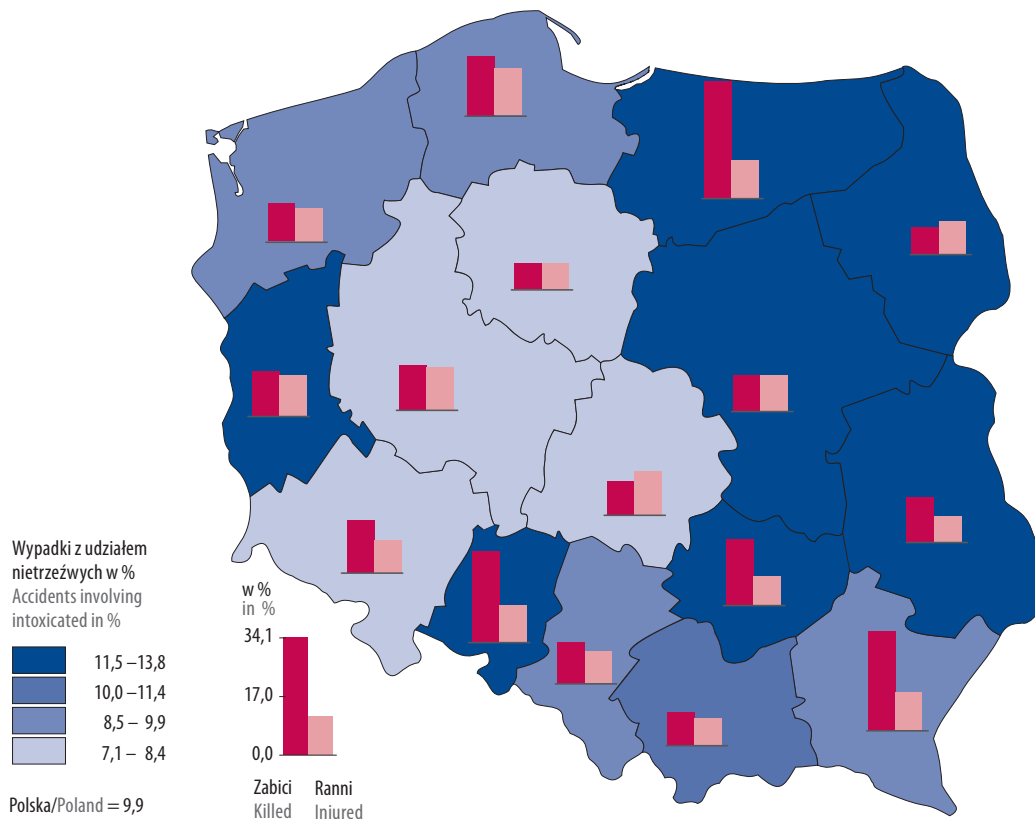 Wypadki z udziałem
nietrzeźwych w %
Accidents involving
intoxicated in %
11,5 –13,8
10,0 –11,4
8,5 – 9,9
7,1 – 8,4
Polska/Poland = 9,9
w %
in %
34,1
17,0
0,0
Zabici Ranni
Killed Iniured